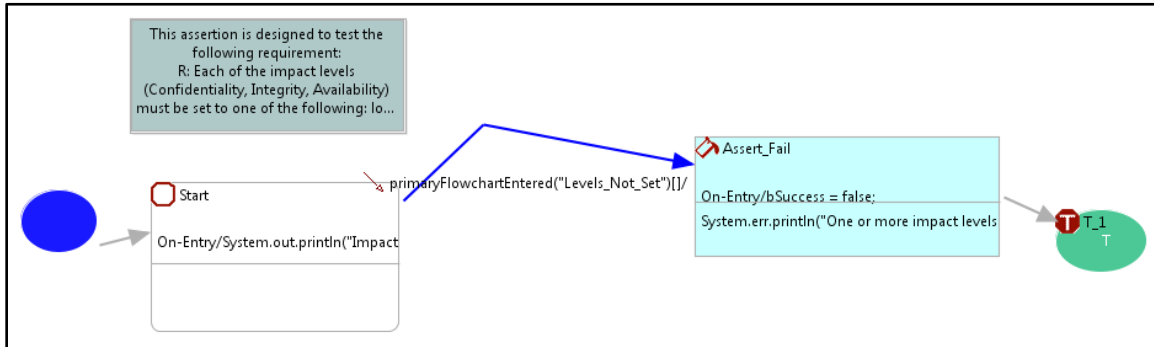 This assertion is designed to test the
following requirement:
R: Each of the impact levels
(Confidentiality, Integrity, Availability)
must be set to one of the following: lo...
Start
On-Entry/System.out.println("Impact
primaryFlowchartEntered("Levels_Not_Set")[]/
Assert_Fail
On-Entry/bSuccess = false;
System.err.println("One or more impact levels
T T_1
T